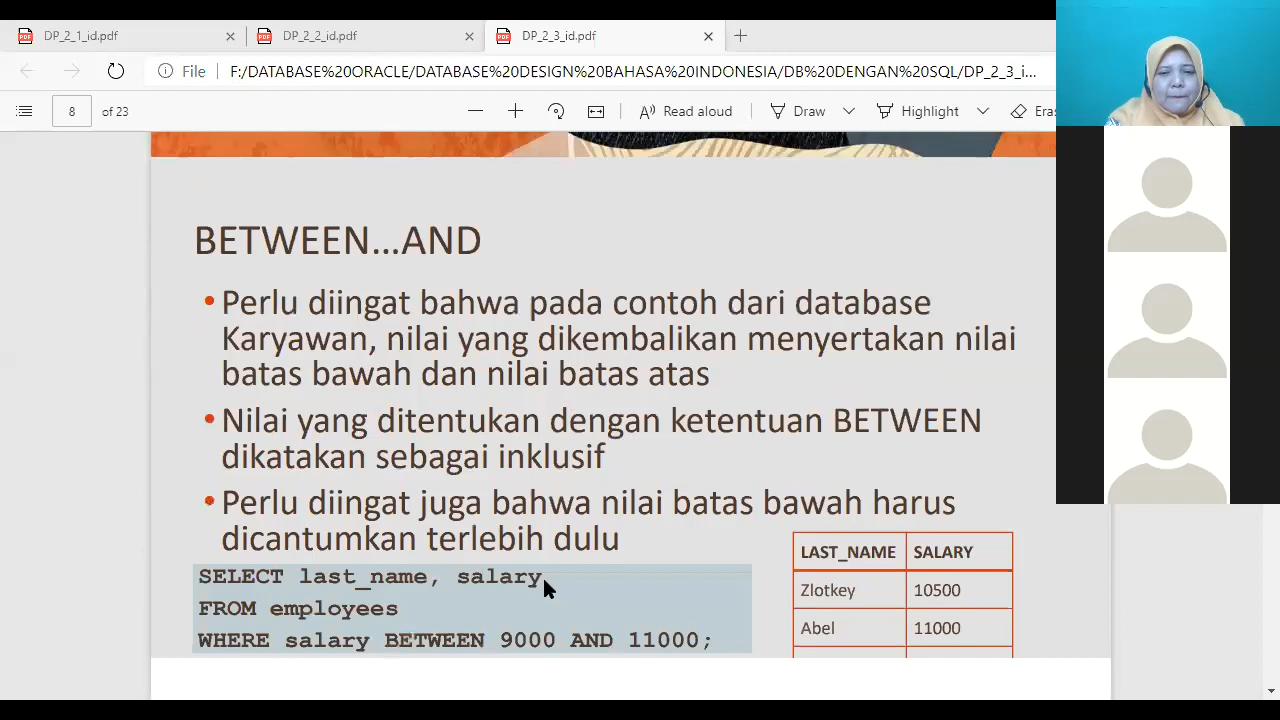 DP_2_1_id.pdf
DP_2_2_id.pdf
DP_2_3_id.pdf
File
F:/DATABASE%20ORACLE/DATABASE%20DESIGN%20BAHASA%20INDONESIA/DB%20DENGAN%20SQL/DP_2_3_i...
8 of 23
Read aloud
Draw
Highlight
Eras
BETWEEN...AND
• Perlu diingat bahwa pada contoh dari database
Karyawan, nilai yang dikembalikan menyertakan nilai
batas bawah dan nilai batas atas
• Nilai yang ditentukan dengan ketentuan BETWEEN
dikatakan sebagai inklusif
• Perlu diingat juga bahwa nilai batas bawah harus
dicantumkan terlebih dulu
SELECT last_name, salary
FROM employees
WHERE salary BETWEEN 9000 AND 11000;
LAST_NAME SALARY
Zlotkey 10500
Abel 11000